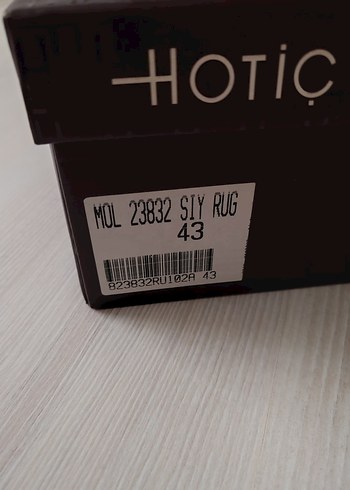 HOTİÇ
MOL 23832 SIY RUG
43
823832RU102A 43